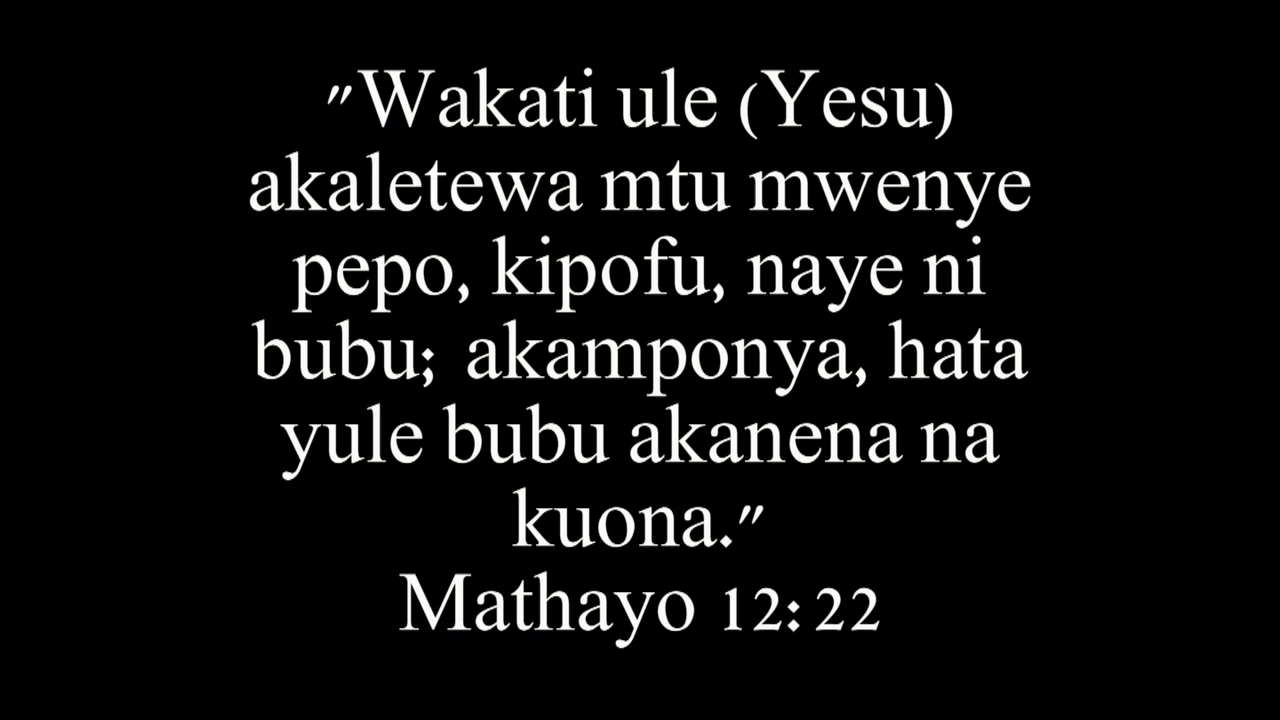 "Wakati ule (Yesu)
akaletewa mtu mwenye
pepo, kipofu, naye ni
bubu; akamponya, hata
yule bubu akanena na
kuona."
Mathayo 12:22